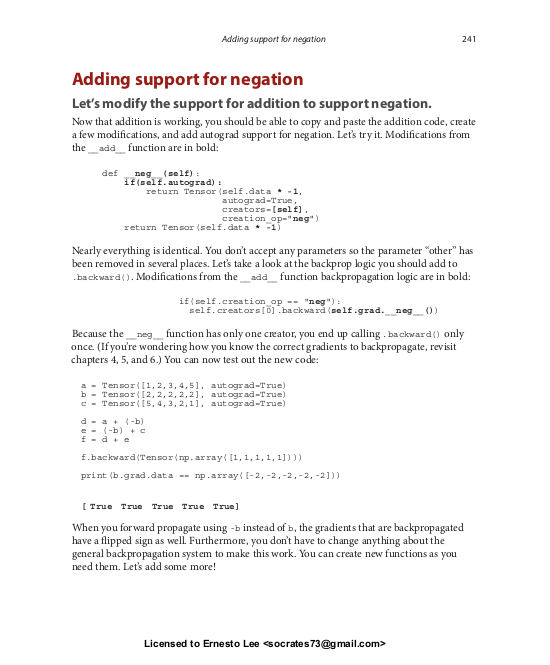 Adding support for negation 241
Adding support for negation
Let's modify the support for addition to support negation.
Now that addition is working, you should be able to copy and paste the addition code, create
a few modifications, and add autograd support for negation. Let's try it. Modifications from
the __add__ function are in bold:
def __neg__(self):
if(self.autograd):
return Tensor(self.data * -1,
autograd=True,
creators=[self],
creation_op="neg")
return Tensor(self.data * -1)
Nearly everything is identical. You don't accept any parameters so the parameter "other" has
been removed in several places. Let's take a look at the backprop logic you should add to
.backward(). Modifications from the __add__ function backpropagation logic are in bold:
if(self.creation_op == "neg"):
self.creators[0].backward(self.grad.__neg__())
Because the __neg__ function has only one creator, you end up calling .backward() only
once. (If you're wondering how you know the correct gradients to backpropagate, revisit
chapters 4, 5, and 6.) You can now test out the new code:
a = Tensor([1,2,3,4,5], autograd=True)
b = Tensor([2,2,2,2,2], autograd=True)
c = Tensor([5,4,3,2,1], autograd=True)
d = a + (-b)
e = (-b) + c
f = d + e
f.backward(Tensor(np.array([1,1,1,1,1])))
print(b.grad.data == np.array([-2,-2,-2,-2,-2]))
[ True True True True True]
When you forward propagate using -b instead of b, the gradients that are backpropagated
have a flipped sign as well. Furthermore, you don't have to change anything about the
general backpropagation system to make this work. You can create new functions as you
need them. Let's add some more!
Licensed to Ernesto Lee <socrates73@gmail.com>